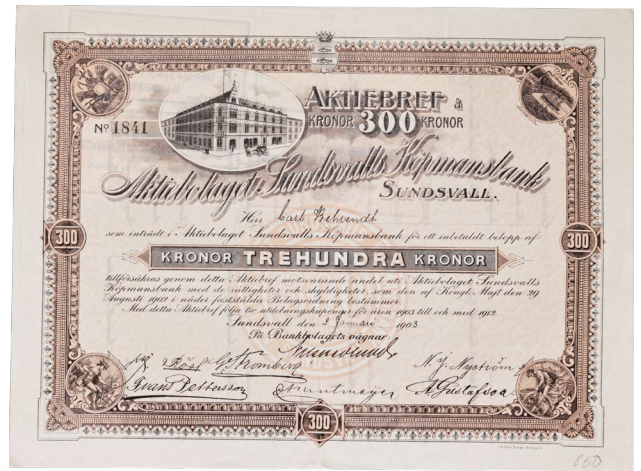 AKTIEBREF à
KRONOR 300 KRONOR
No 1841
Aktiebolaget Sundsvalls Köpmansbank
SUNDSVALL.
Herr Carl Behrendt
som inträdt i Aktiebolaget Sundsvalls Köpmansbank för ett inbetaldt belopp af
300
KRONOR TREHUNDRA KRONOR
300
tillförsäkras genom detta Aktiebref motsvarande andel uti Aktiebolaget Sundsvalls
Köpmansbank med de rättigheter och skyldigheter, som den af Kongl. Maj:t den 29
Augusti 1902 i nåder fastställda Bolagsordning bestämmer.
Med detta Aktiebref följa tio utdelningskuponger för åren 1903 till och med 1912.
Sundsvall den 2 Januari 1903
På Bankbolagets vägnar
G. Strömberg
N. J. Nyström
Frans Pettersson
A. Gustafson
300
850